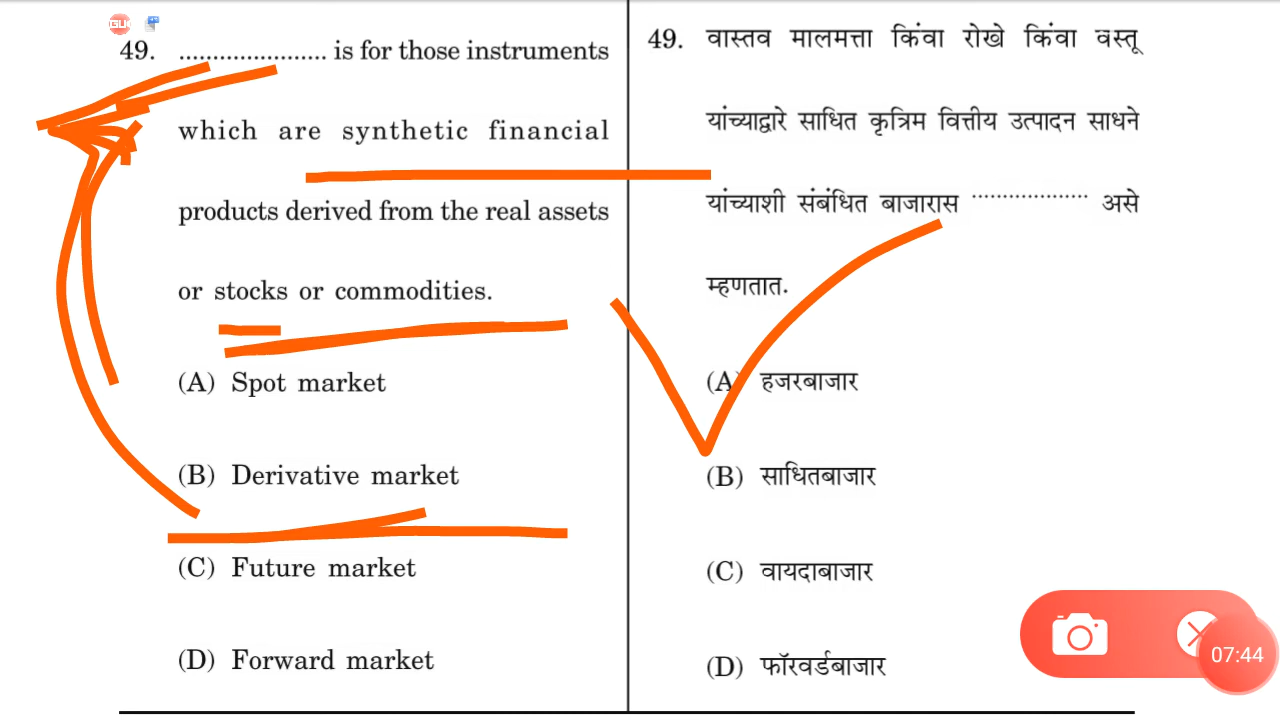 49. ...................... is for those instruments
which are synthetic financial
products derived from the real assets
or stocks or commodities.
(A) Spot market
(B) Derivative market
(C) Future market
(D) Forward market
49. वास्तव मालमत्ता किंवा रोखे किंवा वस्तू
यांच्याद्वारे साधित कृत्रिम वित्तीय उत्पादन साधने
यांच्याशी संबंधित बाजारास ................... असे
म्हणतात.
(A) हजरबाजार
(B) साधितबाजार
(C) वायदाबाजार
(D) फॉरवर्डबाजार
07:44